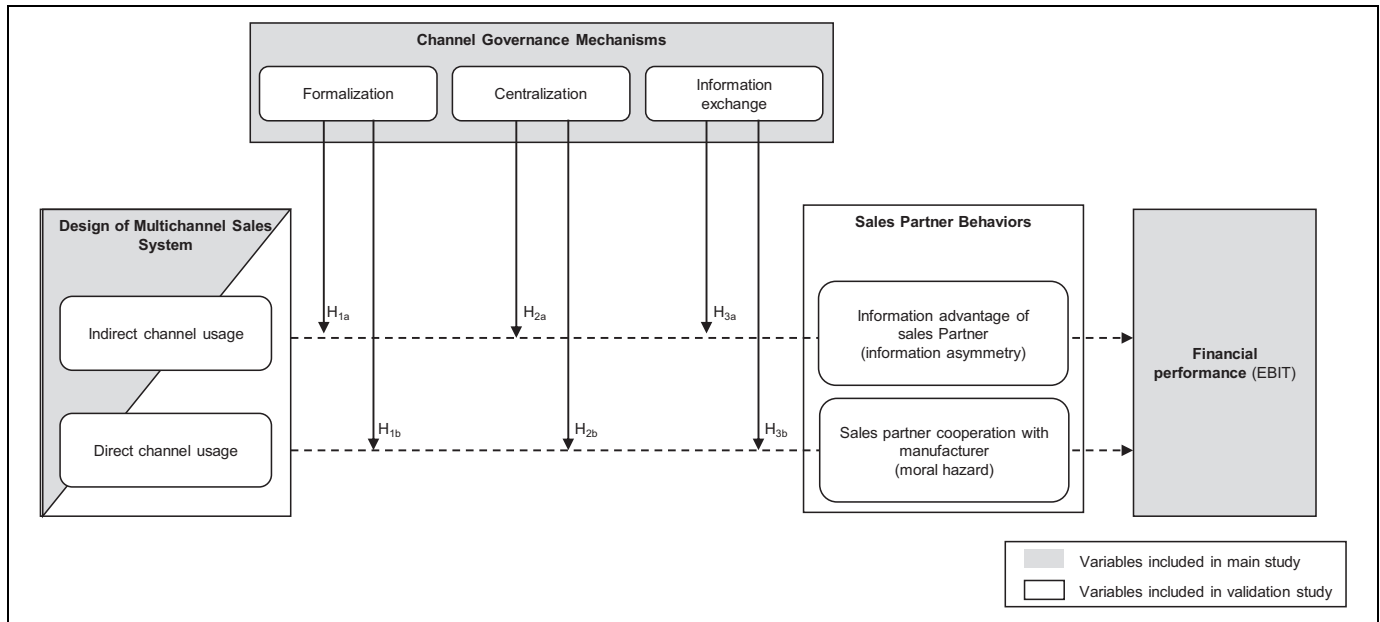 Channel Governance Mechanisms
Formalization
Centralization
Information
exchange
Design of Multichannel Sales
System
Indirect channel usage
Direct channel usage
H1a
H2a
H3a
H1b
H2b
H3b
Sales Partner Behaviors
Information advantage of
sales Partner
(information asymmetry)
Sales partner cooperation with
manufacturer
(moral hazard)
Financial
performance (EBIT)
Variables included in main study
Variables included in validation study